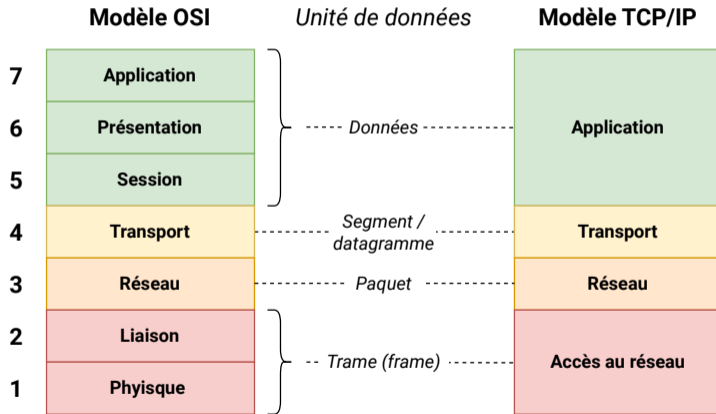 Modèle OSI Unité de données Modèle TCP/IP
7 Application
6 Présentation Données Application
5 Session
4 Transport Segment / Transport
datagramme
3 Réseau Paquet Réseau
2 Liaison
Trame (frame) Accès au réseau
1 Phyisque